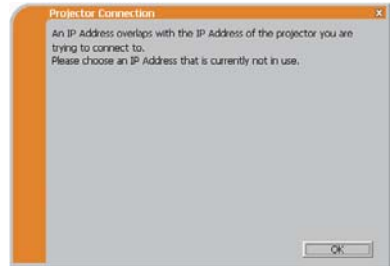 Projector Connection
X
An IP Address overlaps with the IP Address of the projector you are
trying to connect to.
Please choose an IP Address that is currently not in use.
OK